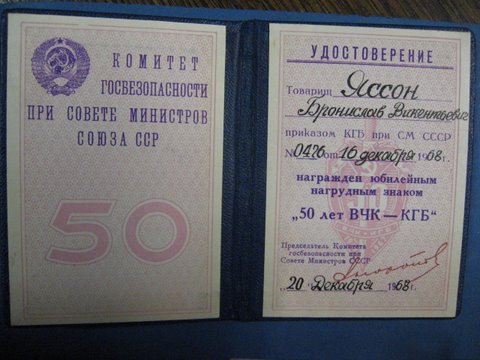 КОМИТЕТ
ГОСБЕЗОПАСНОСТИ
ПРИ СОВЕТЕ МИНИСТРОВ
СОЮЗА ССР
50
УДОСТОВЕРЕНИЕ
Товарищ Яссон
Бронислав Викентьевич
приказом КГБ при СМ СССР
№ 0476 от 16 декабря 1968 г.
награжден юбилейным
нагрудным знаком
"50 лет ВЧК—КГБ"
Председатель Комитета
госбезопасности при
Совете Министров СССР
"20" Декабря 1968 г.